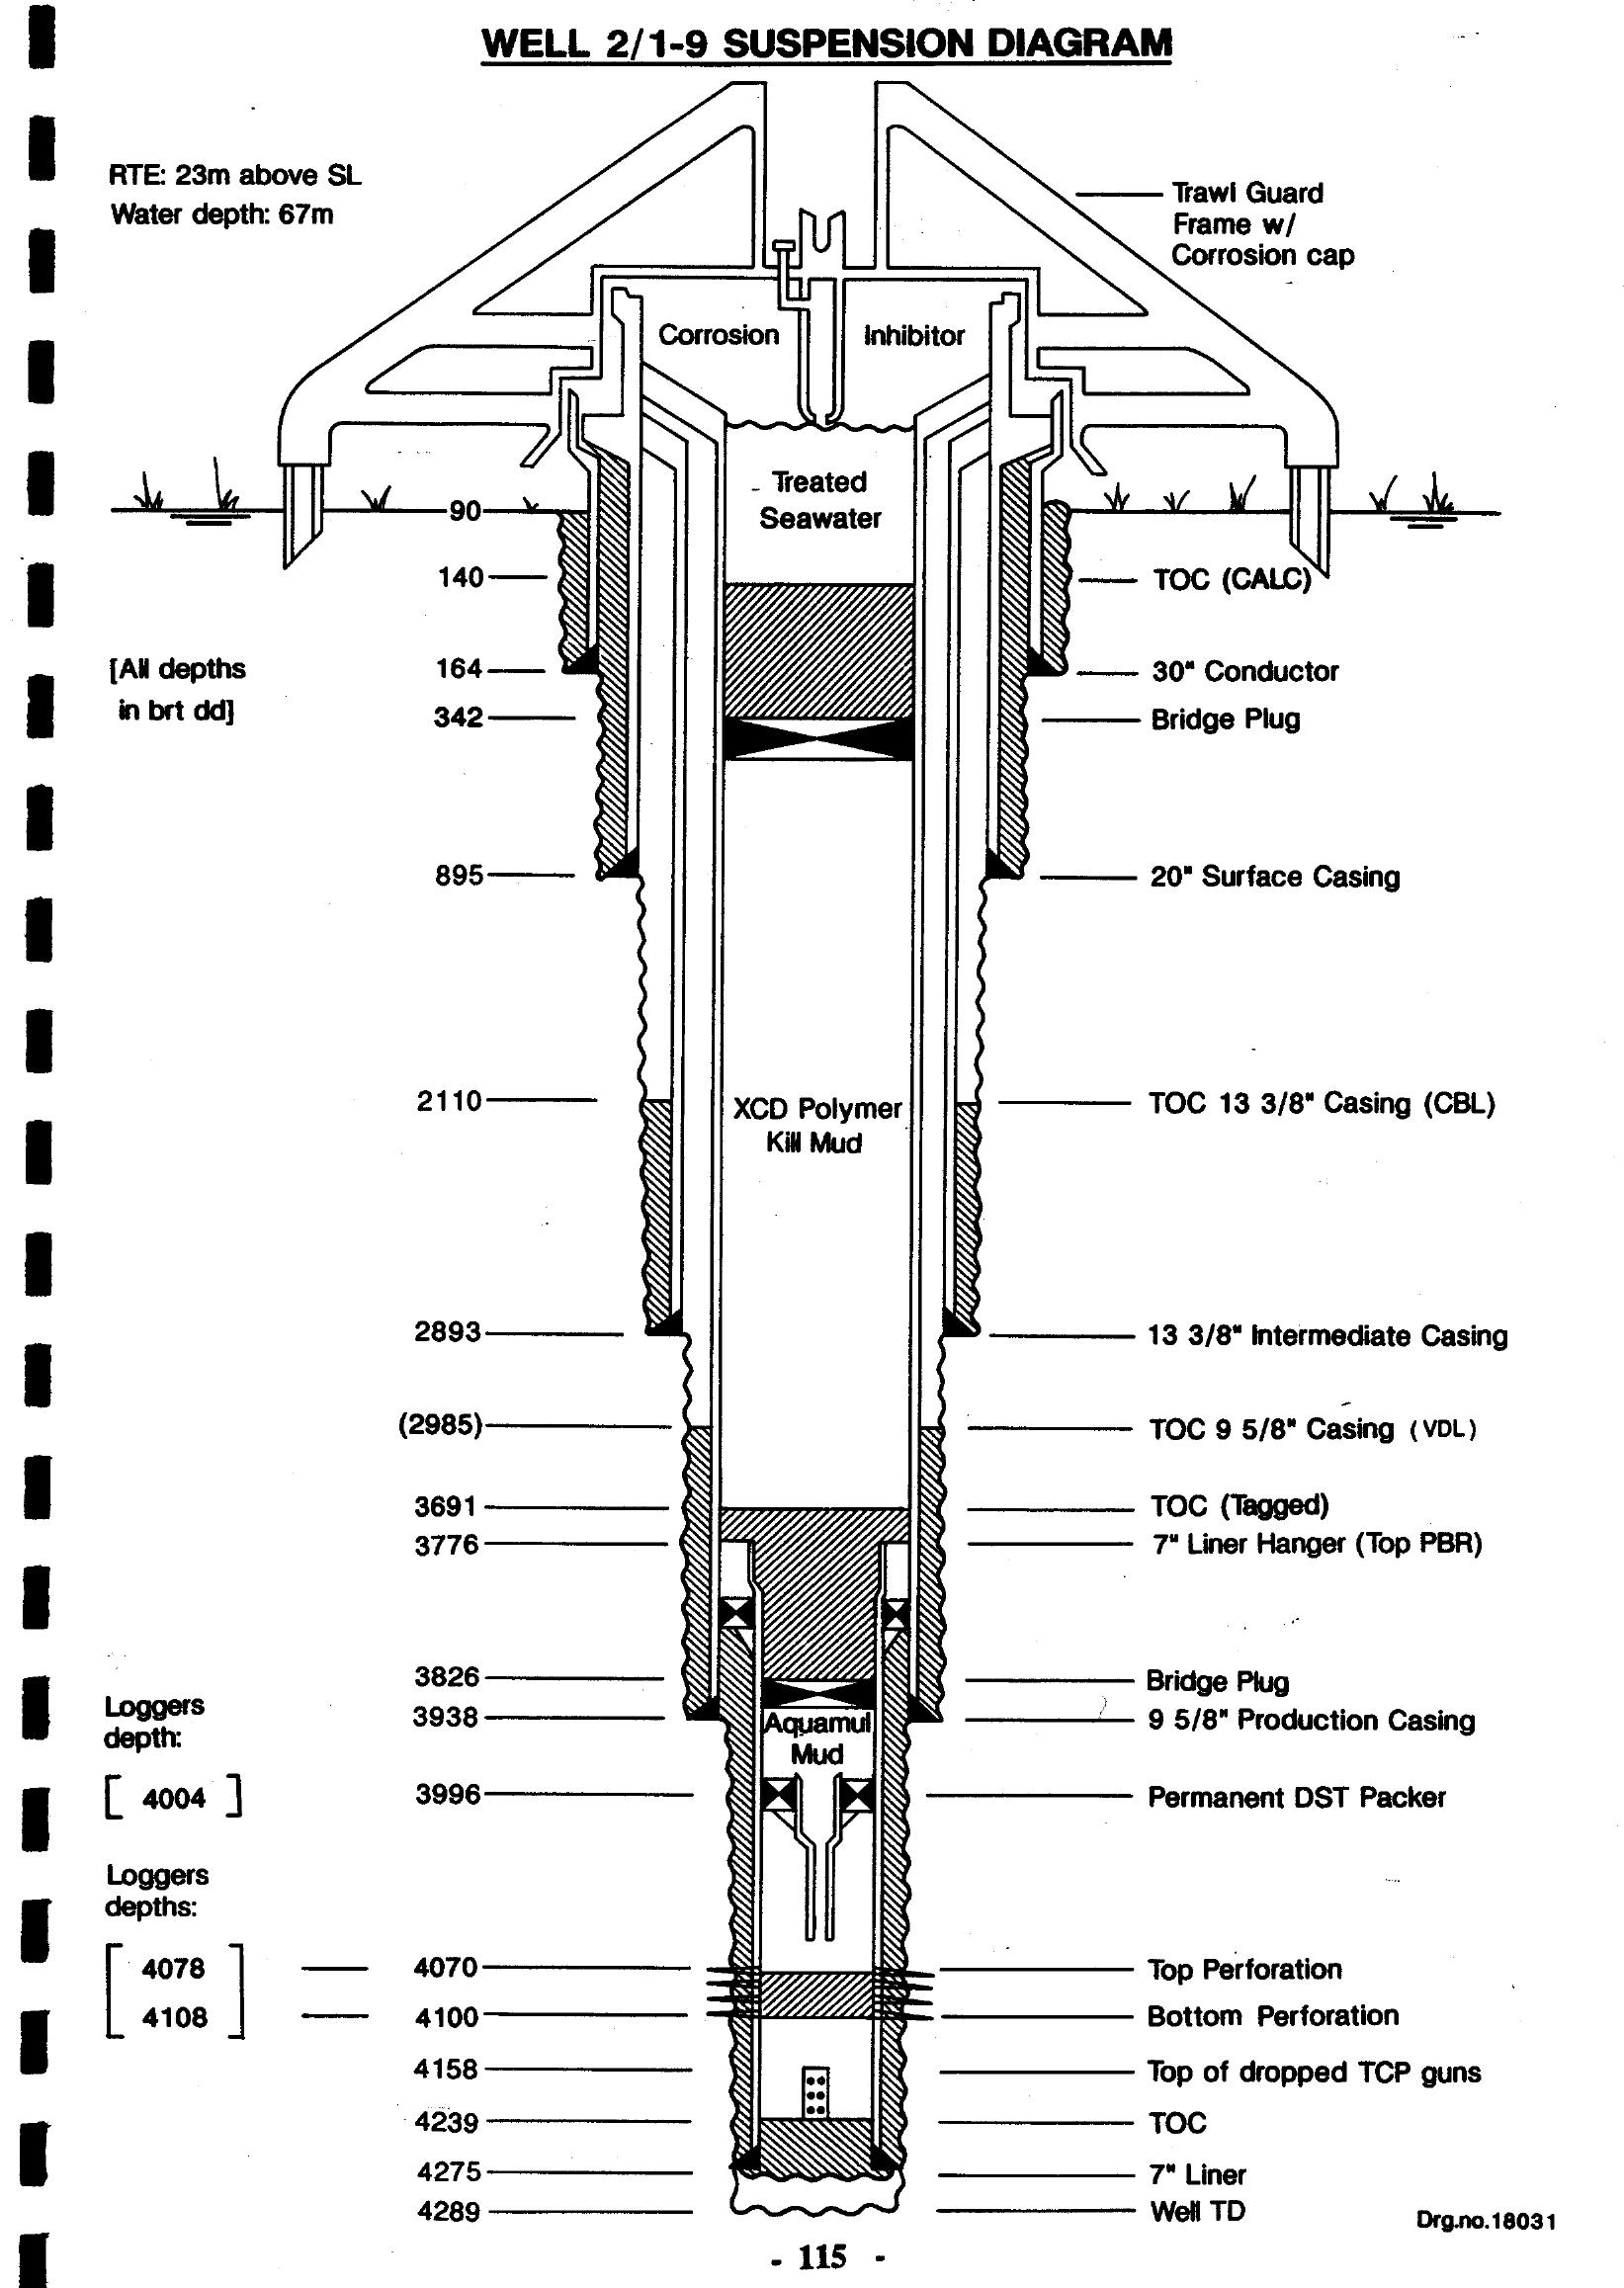 WELL 2/1-9 SUSPENSION DIAGRAM
RTE: 23m above SL
Water depth: 67m
Trawl Guard
Frame w/
Corrosion cap
Corrosion Inhibitor
Treated
Seawater
90
140 TOC (CALC)
[All depths
in brt dd]
164 30" Conductor
342 Bridge Plug
895 20" Surface Casing
2110 TOC 13 3/8" Casing (CBL)
XCD Polymer
Kill Mud
2893 13 3/8" Intermediate Casing
(2985) TOC 9 5/8" Casing (VDL)
3691 TOC (Tagged)
3776 7" Liner Hanger (Top PBR)
3826 Bridge Plug
3938 9 5/8" Production Casing
Aquamul
Mud
Loggers
depth:
[ 4004 ] 3996 Permanent DST Packer
Loggers
depths:
4078 4070 Top Perforation
4108 4100 Bottom Perforation
4158 Top of dropped TCP guns
4239 TOC
4275 7" Liner
4289 Well TD
Drg.no.18031
- 115 -